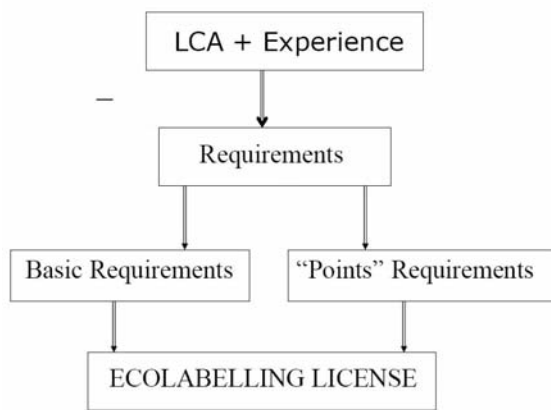 LCA + Experience
Requirements
Basic Requirements
“Points” Requirements
ECOLABELLING LICENSE